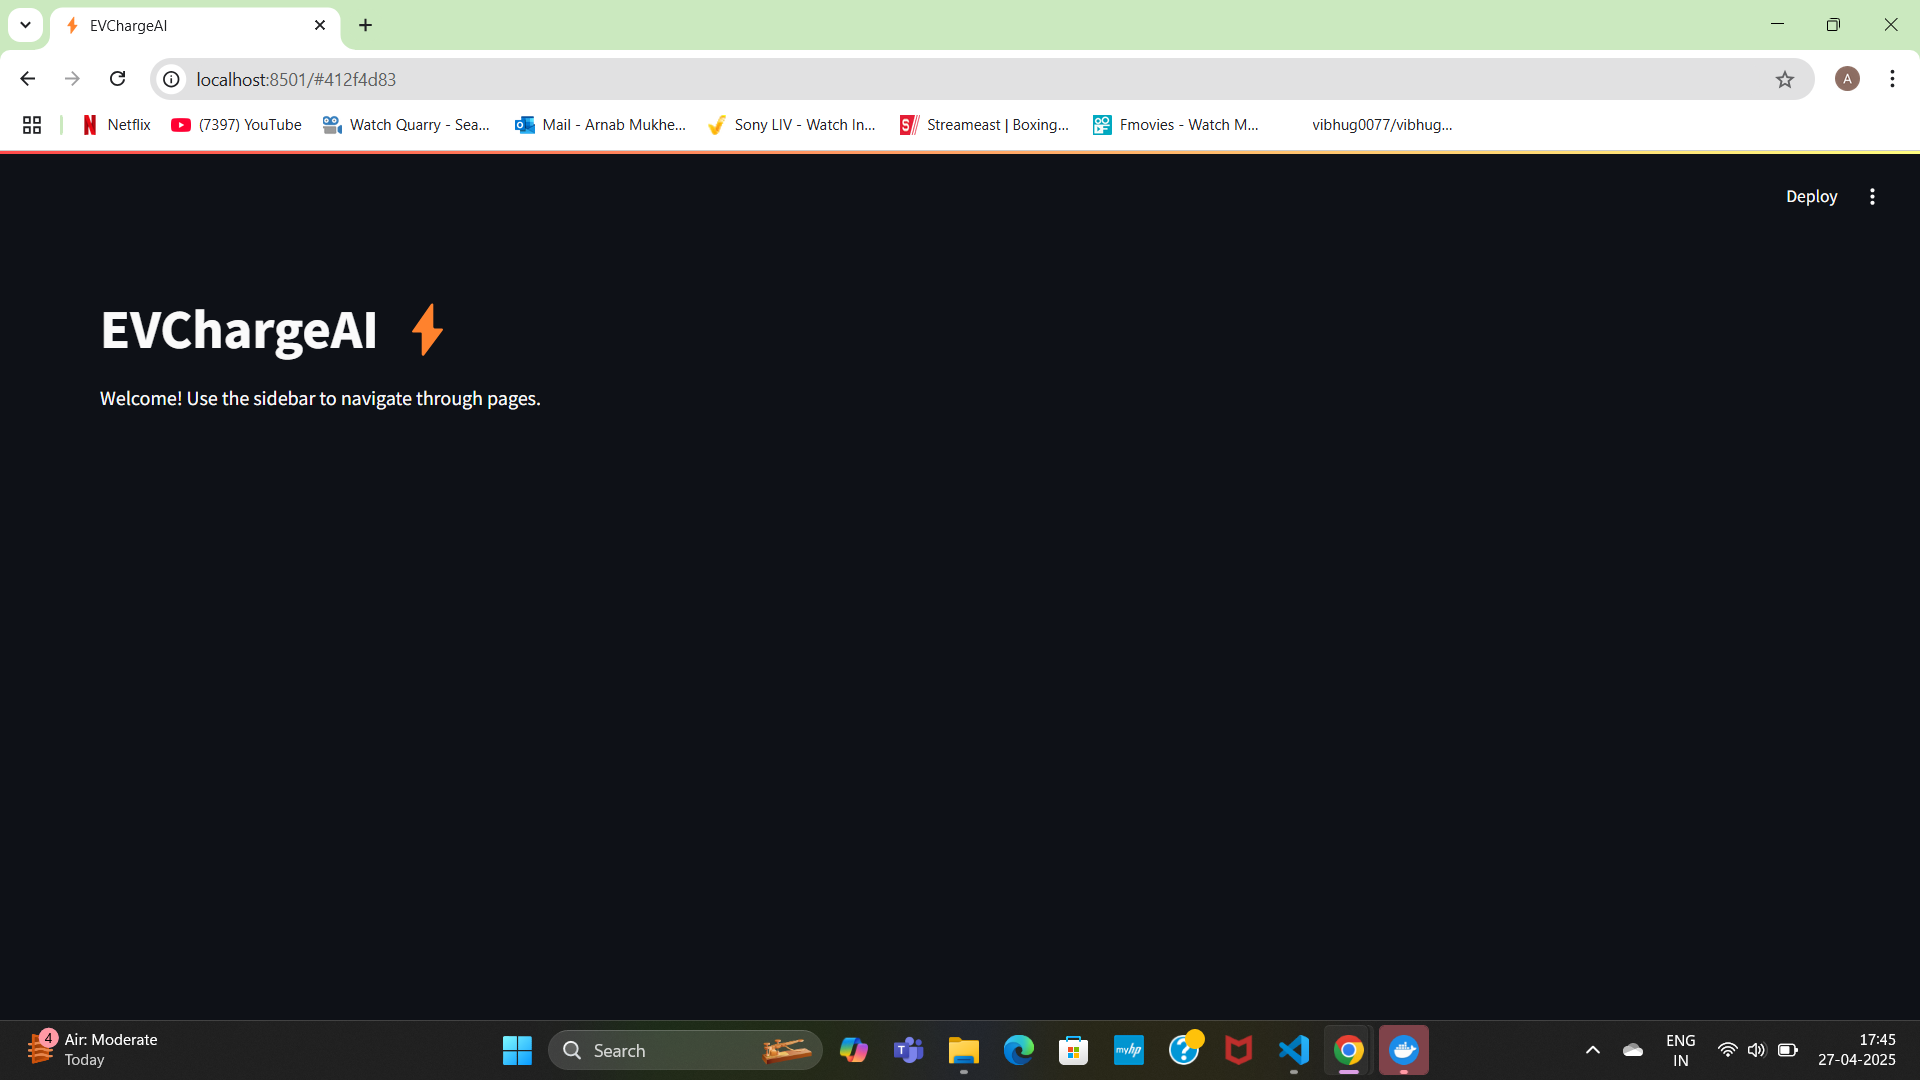 EVChargeAI
localhost:8501/#412f4d83
A
Netflix
(7397) YouTube
Watch Quarry - Sea...
Mail - Arnab Mukhe...
Sony LIV - Watch In...
Streameast | Boxing...
Fmovies - Watch M...
vibhug0077/vibhug...
Deploy
EVChargeAI
Welcome! Use the sidebar to navigate through pages.
4
Air: Moderate
Today
Search
myhp
ENG
IN
17:45
27-04-2025